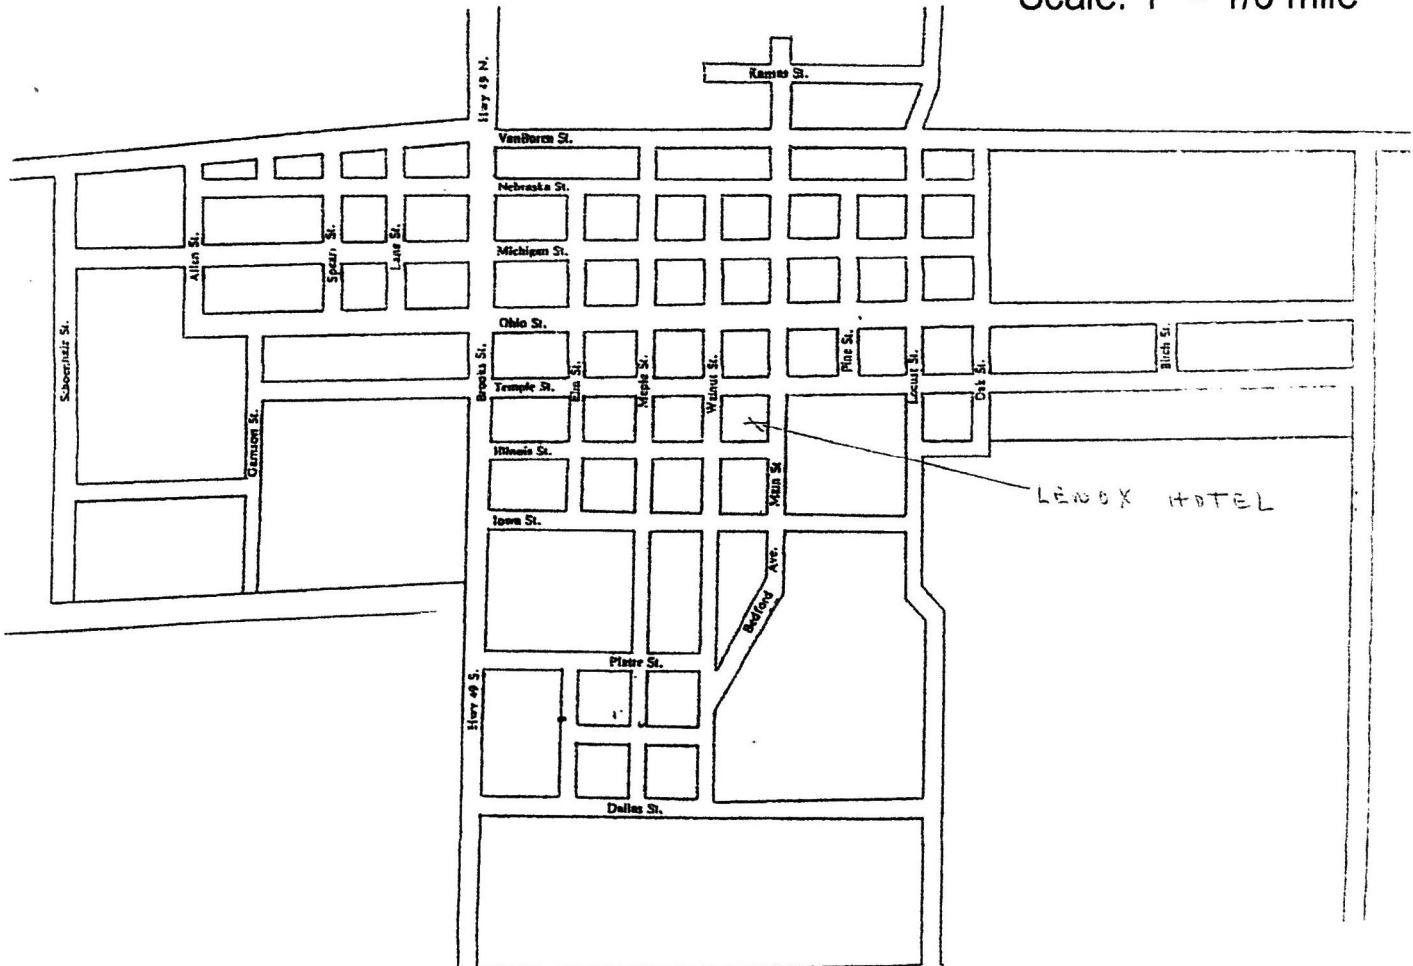 Scale: 1" = 1/6 mile
Hwy 49 N.
Kansas St.
VanBuren St.
Nebraska St.
Michigan St.
Allen St.
Spears St.
Lane St.
Ohio St.
Schoenhair St.
Brooks St.
Elm St.
Maple St.
Walnut St.
Pine St.
Locust St.
Oak St.
Birch St.
Temple St.
Garrison St.
Illinois St.
Main St
LENOX HOTEL
Iowa St.
Bedford Ave.
Platte St.
Hwy 49 S.
Dallas St.